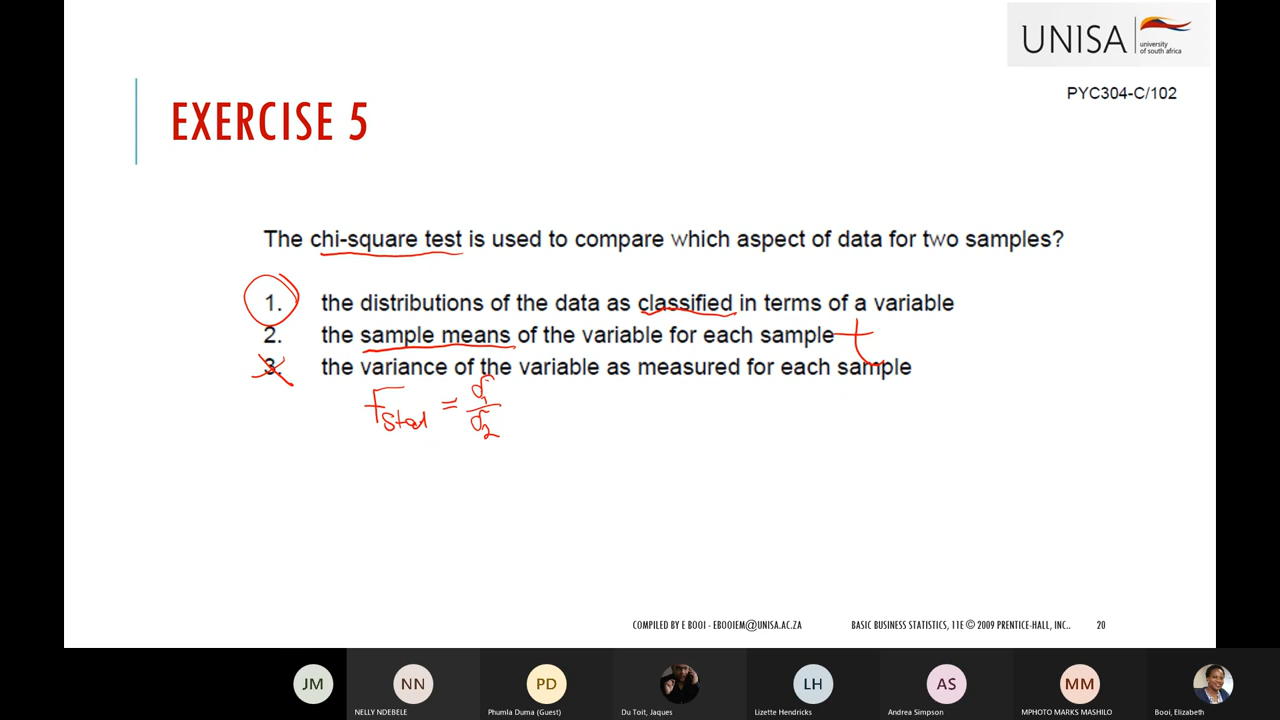 UNISA
university
of south africa
PYC304-C/102
EXERCISE 5
The chi-square test is used to compare which aspect of data for two samples?
1. the distributions of the data as classified in terms of a variable
2. the sample means of the variable for each sample t
3. the variance of the variable as measured for each sample
F = σ1/σ2
COMPILED BY E BOOI - EBOOIEM@UNISA.AC.ZA BASIC BUSINESS STATISTICS, 11E © 2009 PRENTICE-HALL, INC.. 20
JM NN PD LH AS MM
NELLY NDEBELE Phumla Duma (Guest) Du Toit, Jaques Lizette Hendricks Andrea Simpson MPHOTO MARKS MASHILO Booi, Elizabeth